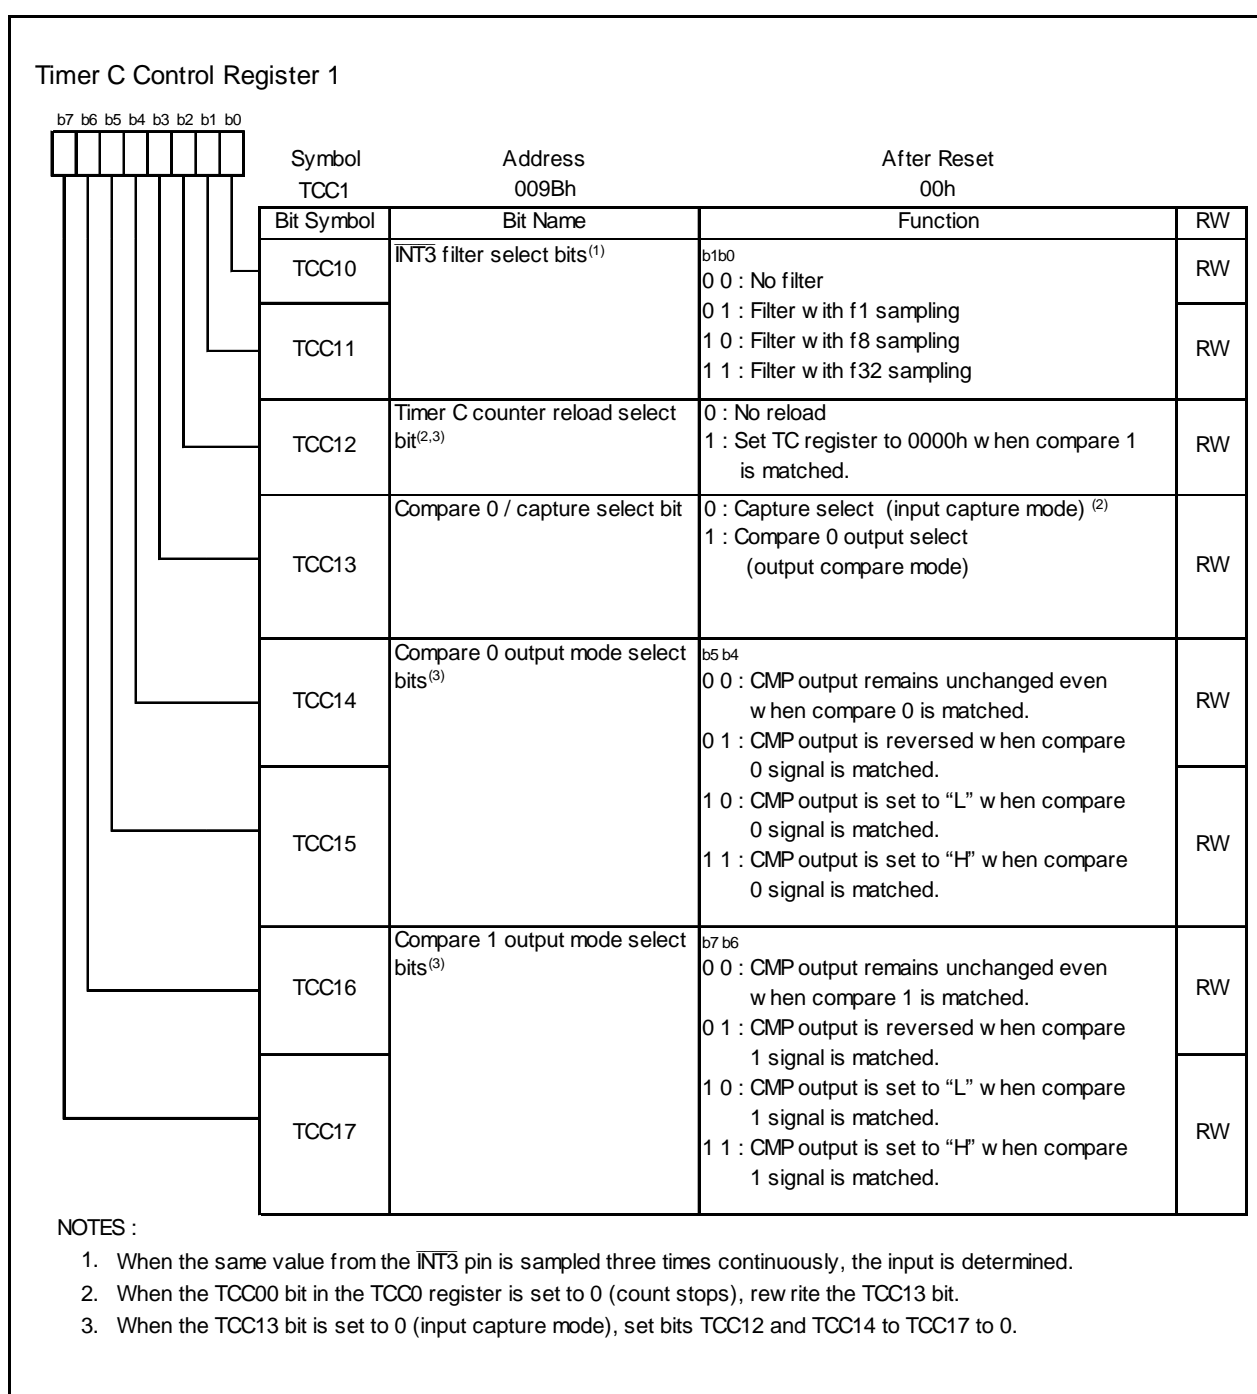 Timer C Control Register 1
b7 b6 b5 b4 b3 b2 b1 b0
Symbol Address After Reset
TCC1 009Bh 00h
Bit Symbol Bit Name Function RW
TCC10 INT3 filter select bits(1) b1b0 RW
0 0 : No filter
0 1 : Filter with f1 sampling
TCC11 1 0 : Filter with f8 sampling RW
1 1 : Filter with f32 sampling
TCC12 Timer C counter reload select 0 : No reload RW
bit(2,3) 1 : Set TC register to 0000h when compare 1
is matched.
TCC13 Compare 0 / capture select bit 0 : Capture select (input capture mode) (2) RW
1 : Compare 0 output select
(output compare mode)
TCC14 Compare 0 output mode select b5 b4 RW
bits(3) 0 0 : CMP output remains unchanged even
when compare 0 is matched.
0 1 : CMP output is reversed when compare
0 signal is matched.
TCC15 1 0 : CMP output is set to “L” when compare RW
0 signal is matched.
1 1 : CMP output is set to “H” when compare
0 signal is matched.
TCC16 Compare 1 output mode select b7 b6 RW
bits(3) 0 0 : CMP output remains unchanged even
when compare 1 is matched.
0 1 : CMP output is reversed when compare
1 signal is matched.
TCC17 1 0 : CMP output is set to “L” when compare RW
1 signal is matched.
1 1 : CMP output is set to “H” when compare
1 signal is matched.
NOTES :
1. When the same value from the INT3 pin is sampled three times continuously, the input is determined.
2. When the TCC00 bit in the TCC0 register is set to 0 (count stops), rewrite the TCC13 bit.
3. When the TCC13 bit is set to 0 (input capture mode), set bits TCC12 and TCC14 to TCC17 to 0.